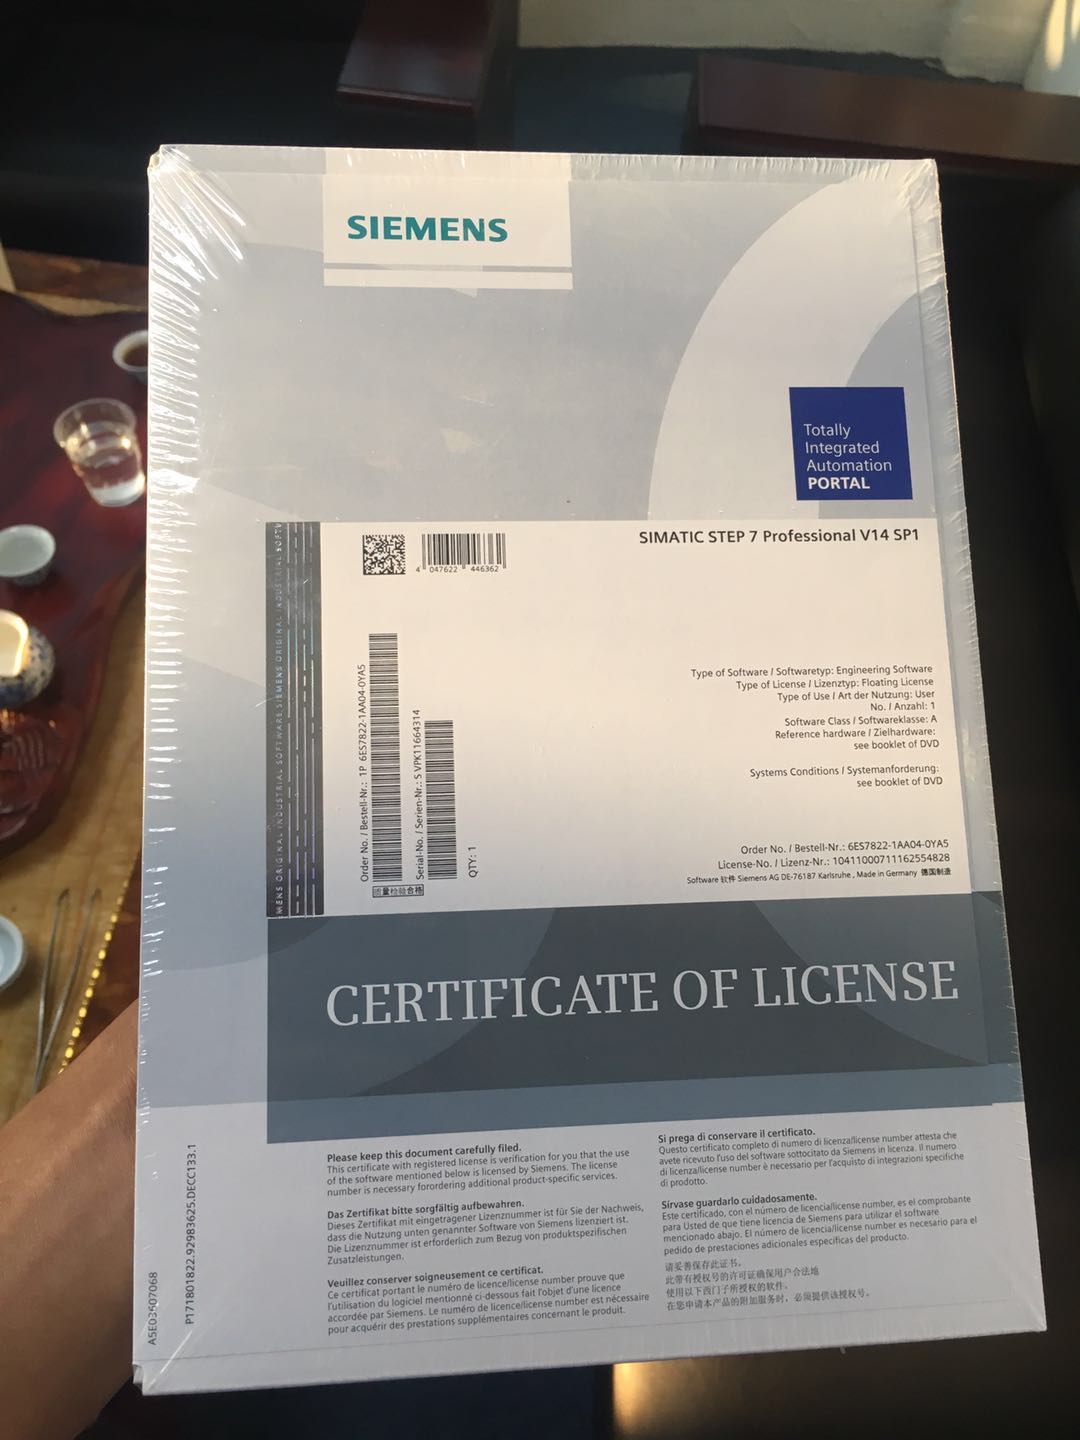 SIEMENS
Totally
Integrated
Automation
PORTAL
SIMATIC STEP 7 Professional V14 SP1
4 047622 446362
Type of Software / Softwaretyp: Engineering Software
Type of License / Lizenztyp: Floating License
Type of Use / Art der Nutzung: User
No. / Anzahl: 1
Software Class / Softwareklasse: A
Reference hardware / Zielhardware:
see booklet of DVD
Systems Conditions / Systemanforderung:
see booklet of DVD
Order No. / Bestell-Nr.: 1P 6ES7822-1AA04-0YA5
Serial-No. / Serien-Nr.: S VPK11664314
QTY: 1
质量检验合格
Order No. / Bestell-Nr.: 6ES7822-1AA04-0YA5
License-No. / Lizenz-Nr.: 10411000711162554828
Software 软件 Siemens AG DE-76187 Karlsruhe , Made in Germany 德国制造
CERTIFICATE OF LICENSE
Please keep this document carefully filed.
This certificate with registered license is verification for you that the use
of the software mentioned below is licensed by Siemens. The license
number is necessary forordering additional product-specific services.
Das Zertifikat bitte sorgfältig aufbewahren.
Dieses Zertifikat mit eingetragener Lizenznummer ist für Sie der Nachweis,
dass die Nutzung unten genannter Software von Siemens lizenziert ist.
Die Lizenznummer ist erforderlich zum Bezug von produktspezifischen
Zusatzleistungen.
Veuillez conserver soigneusement ce certificat.
Ce certificat portant le numéro de licence/license number prouve que
l'utilisation du logiciel mentionné ci-dessous fait l'objet d'une licence
accordée par Siemens. Le numéro de licence/license number est nécessaire
pour acquérir des prestations supplémentaires concernant le produit.
Si prega di conservare il certificato.
Questo certificato completo di numero di licenza/license number attesta che
avete ricevuto l'uso del software sottocitato da Siemens in licenza. Il numero
di licenza/license number è necessario per l'acquisto di integrazioni specifiche
di prodotto.
Sírvase guardarlo cuidadosamente.
Este certificado, con el número de licencia/license number, es el comprobante
para Usted de que tiene licencia de Siemens para utilizar el software
mencionado abajo. El número de licencia/license number es necesario para el
pedido de prestaciones adicionales específicas del producto.
请妥善保存此证书。
此带有授权号的许可证确保用户合法地
使用以下西门子所授权的软件。
在您申请本产品的附加服务时，必须提供该授权号。
A5E03607068
P171801822.92983625.DECC133.1